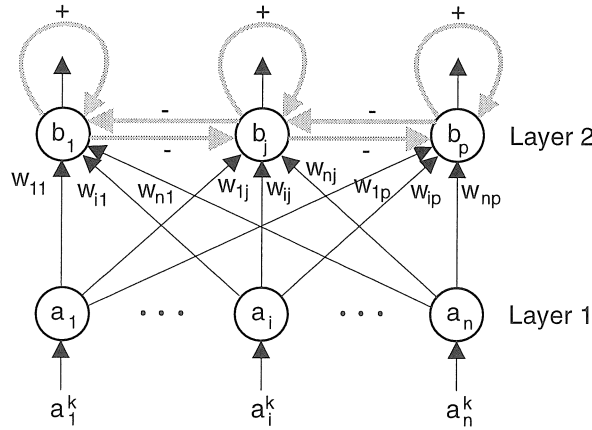 + + +
- -
b₁ bⱼ bₚ Layer 2
- -
w₁₁ wᵢ₁ wₙ₁ w₁ⱼ wᵢⱼ wₙⱼ w₁ₚ wᵢₚ wₙₚ
a₁ . . . aᵢ . . . aₙ Layer 1
a₁ᵏ aᵢᵏ aₙᵏ